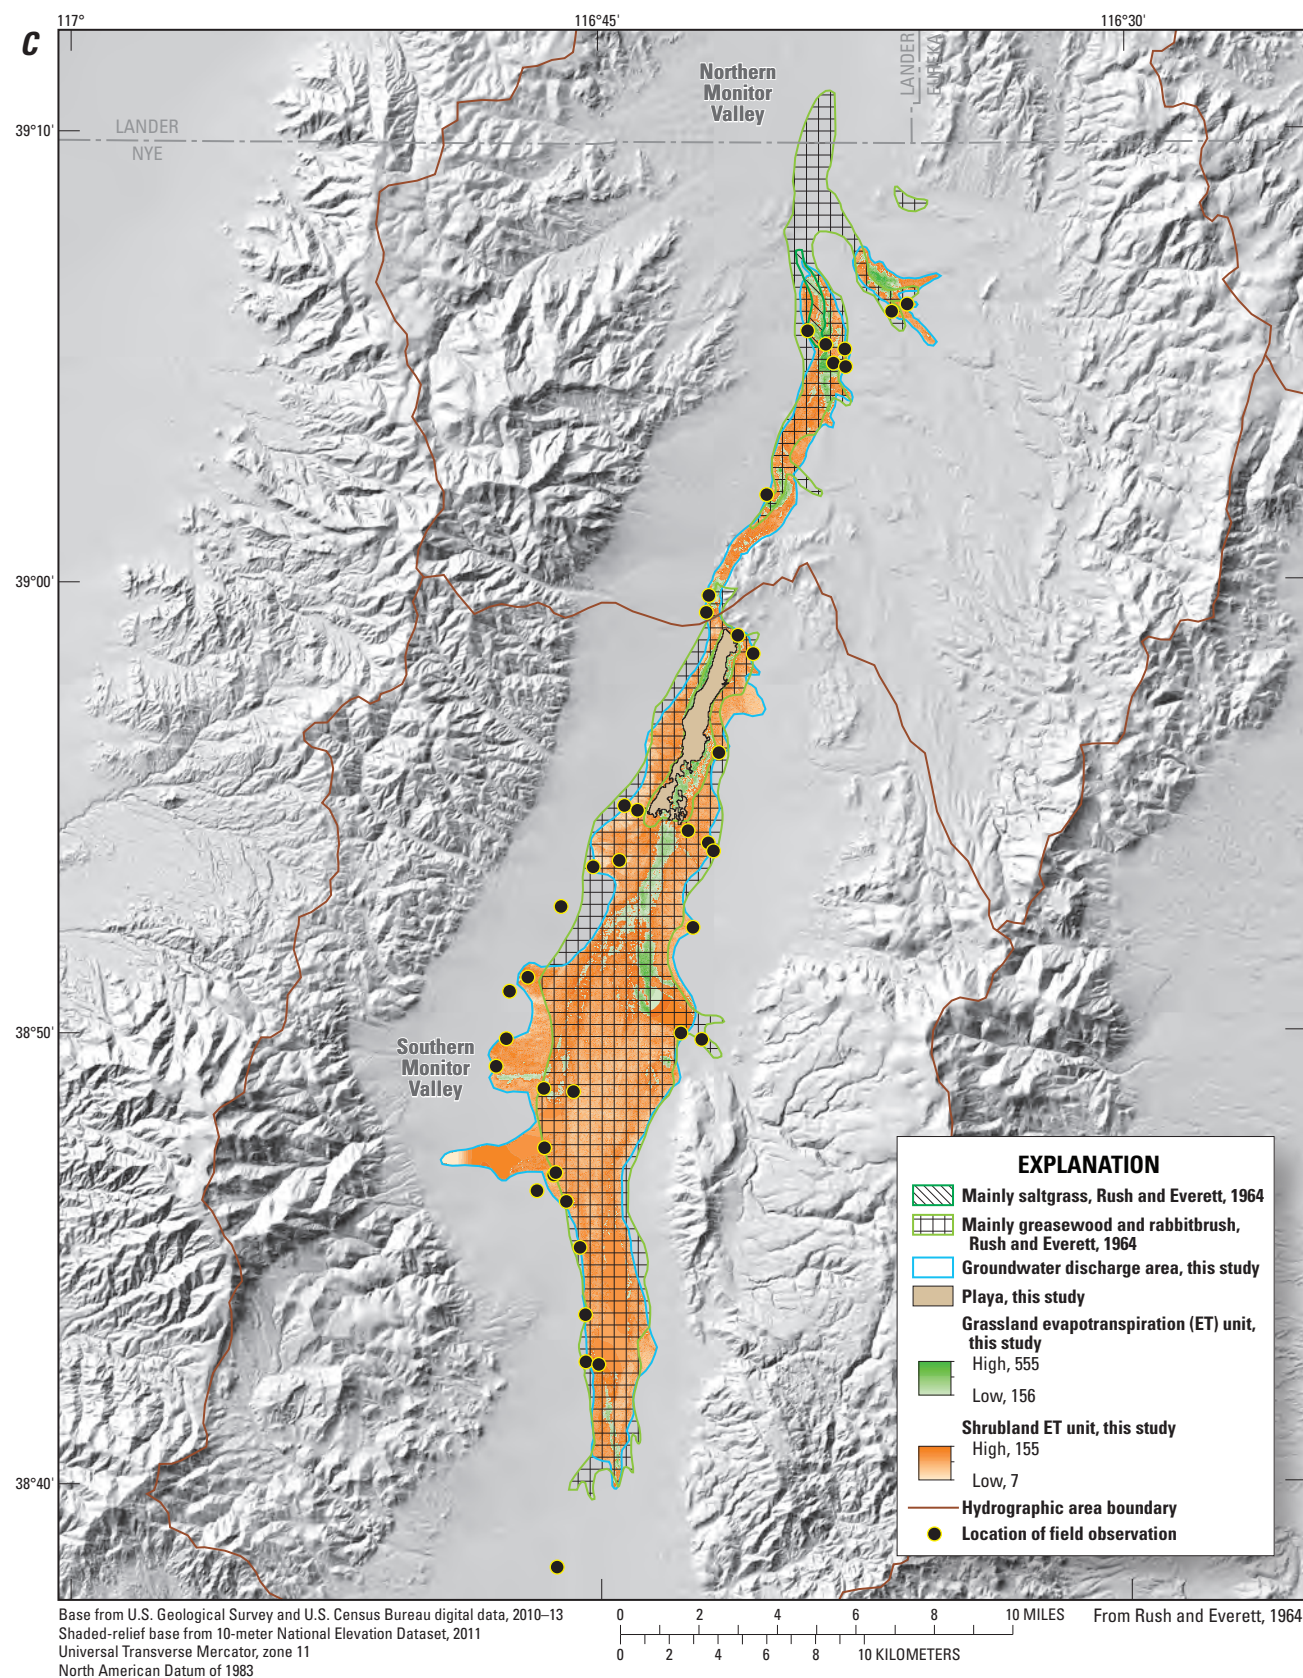 C
117°
116°45'
116°30'
Northern
Monitor
Valley
LANDER
EUREKA
39°10'
LANDER
NYE
39°00'
38°50'
Southern
Monitor
Valley
38°40'
EXPLANATION
Mainly saltgrass, Rush and Everett, 1964
Mainly greasewood and rabbitbrush,
Rush and Everett, 1964
Groundwater discharge area, this study
Playa, this study
Grassland evapotranspiration (ET) unit,
this study
High, 555
Low, 156
Shrubland ET unit, this study
High, 155
Low, 7
Hydrographic area boundary
Location of field observation
Base from U.S. Geological Survey and U.S. Census Bureau digital data, 2010–13
Shaded-relief base from 10-meter National Elevation Dataset, 2011
Universal Transverse Mercator, zone 11
North American Datum of 1983
0 2 4 6 8 10 MILES
0 2 4 6 8 10 KILOMETERS
From Rush and Everett, 1964